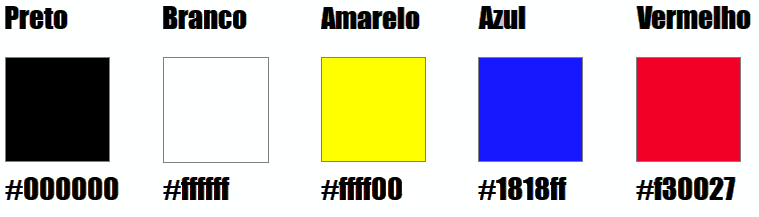 Preto Branco Amarelo Azul Vermelho
#000000 #ffffff #ffff00 #1818ff #f30027